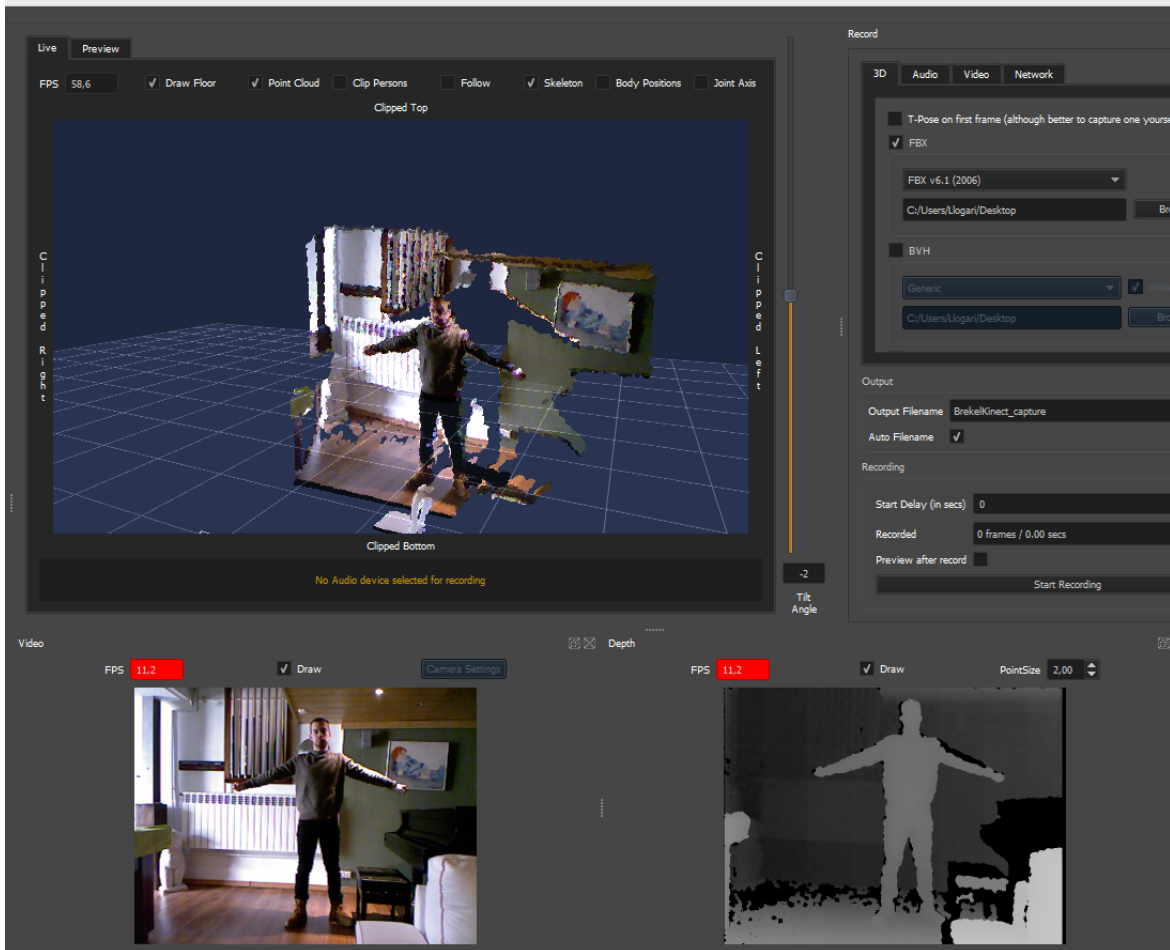 Record
Live Preview
3D Audio Video Network
FPS 58,6 Draw Floor Point Cloud Clip Persons Follow Skeleton Body Positions Joint Axis
Clipped Top
T-Pose on first frame (although better to capture one yourse
FBX
FBX v6.1 (2006)
C:/Users/Llogari/Desktop Bro
Clipped Right
Clipped Left
BVH
Generic Write
C:/Users/Llogari/Desktop Bro
Output
Output Filename BrekelKinect_capture
Auto Filename
Recording
Start Delay (in secs) 0
Recorded 0 frames / 0.00 secs
Clipped Bottom
Preview after record
No Audio device selected for recording
-2
Start Recording
Tilt
Angle
Video
Depth
FPS 11,2 Draw Camera Settings
FPS 11,2 Draw PointSize 2,00